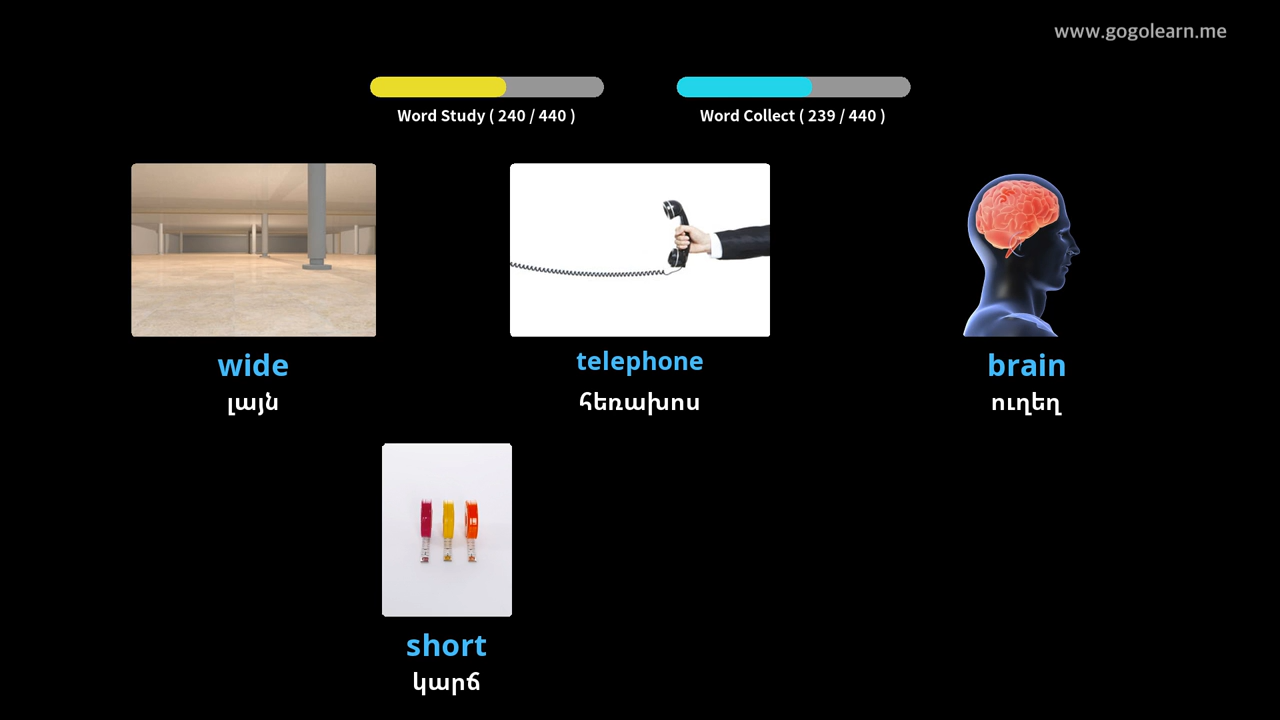 www.gogolearn.me
Word Study ( 240 / 440 )
Word Collect ( 239 / 440 )
wide
լայն
telephone
հեռախոս
brain
ուղեղ
short
կարճ